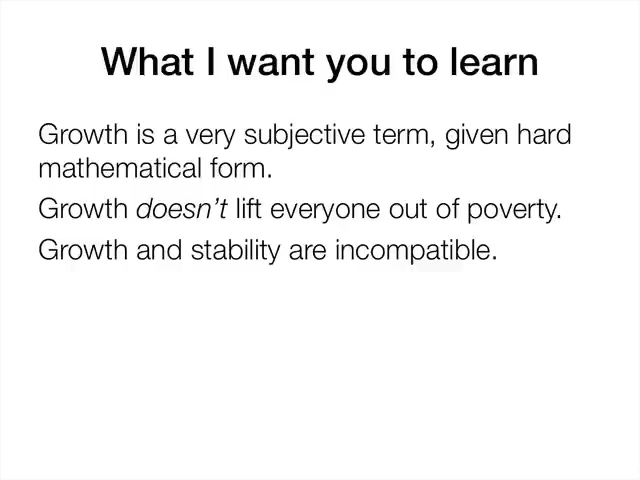 What I want you to learn
Growth is a very subjective term, given hard
mathematical form.
Growth doesn’t lift everyone out of poverty.
Growth and stability are incompatible.